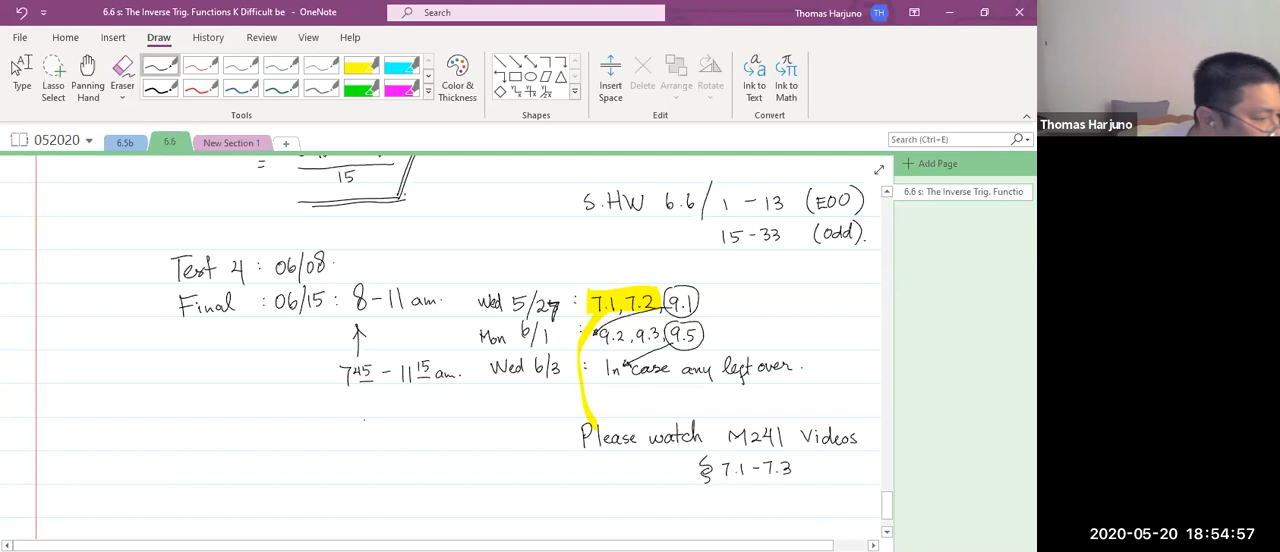 6.6 s: The Inverse Trig. Functions K Difficult be - OneNote
Search
Thomas Harjuno
TH
File
Home
Insert
Draw
History
Review
View
Help
Type
Lasso Select
Panning Hand
Eraser
Color & Thickness
Insert Space
Delete
Arrange
Rotate
Ink to Text
Ink to Math
Tools
Shapes
Edit
Convert
Thomas Harjuno
052020
6.5b
6.6
New Section 1
Search (Ctrl+E)
Add Page
6.6 s: The Inverse Trig. Functio
=
15
S.HW 6.6/ 1 - 13 (EOO)
15 - 33 (Odd).
Test 4 : 06/08.
Final : 06/15 : 8 - 11 am.
7 45 - 11 15 am.
Wed 5/27 : 7.1, 7.2, 9.1
Mon 6/1 : 9.2, 9.3, 9.5
Wed 6/3 : In case any left over.
Please watch M241 Videos
§ 7.1 - 7.3
2020-05-20 18:54:57